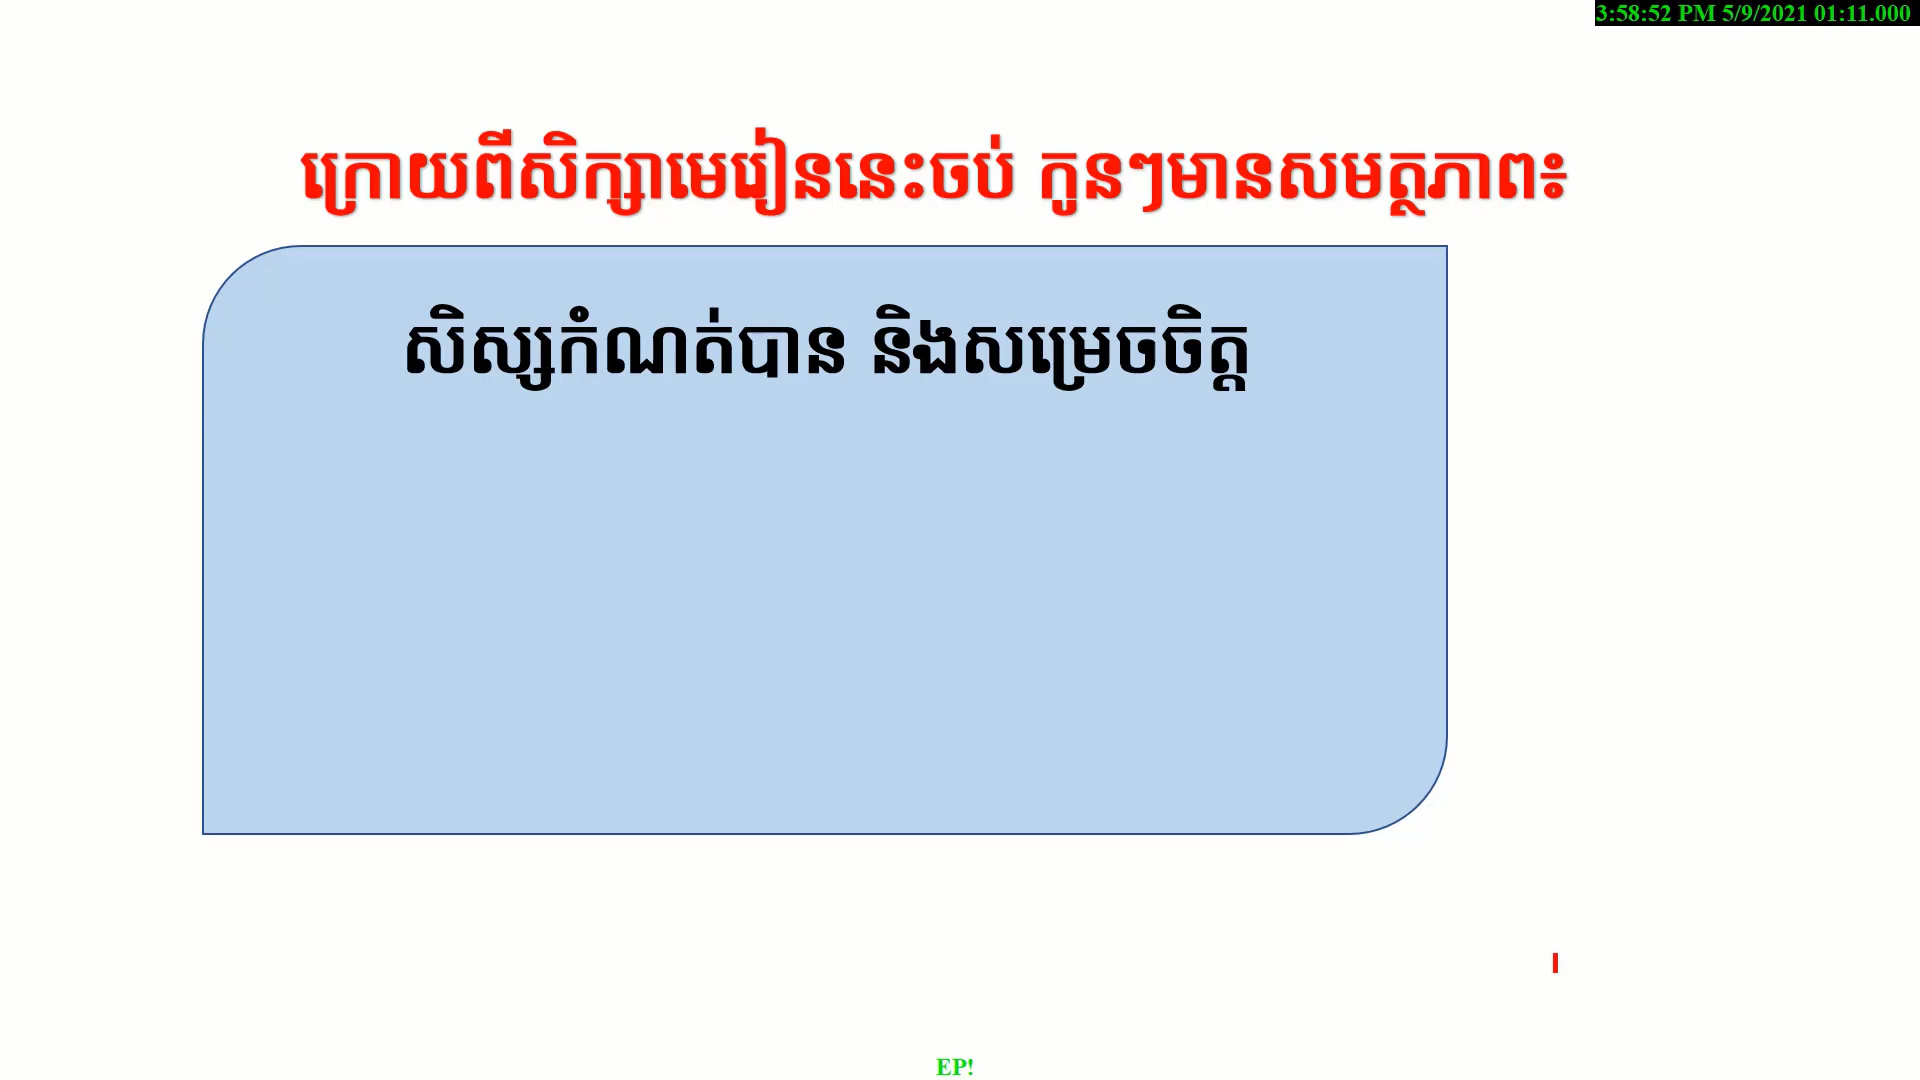 3:58:52 PM 5/9/2021 01:11.000
ក្រោយពីសិក្សាមេរៀននេះចប់ កូនៗមានសមត្ថភាព៖
សិស្សកំណត់បាន និងសម្រេចចិត្ត
EP!